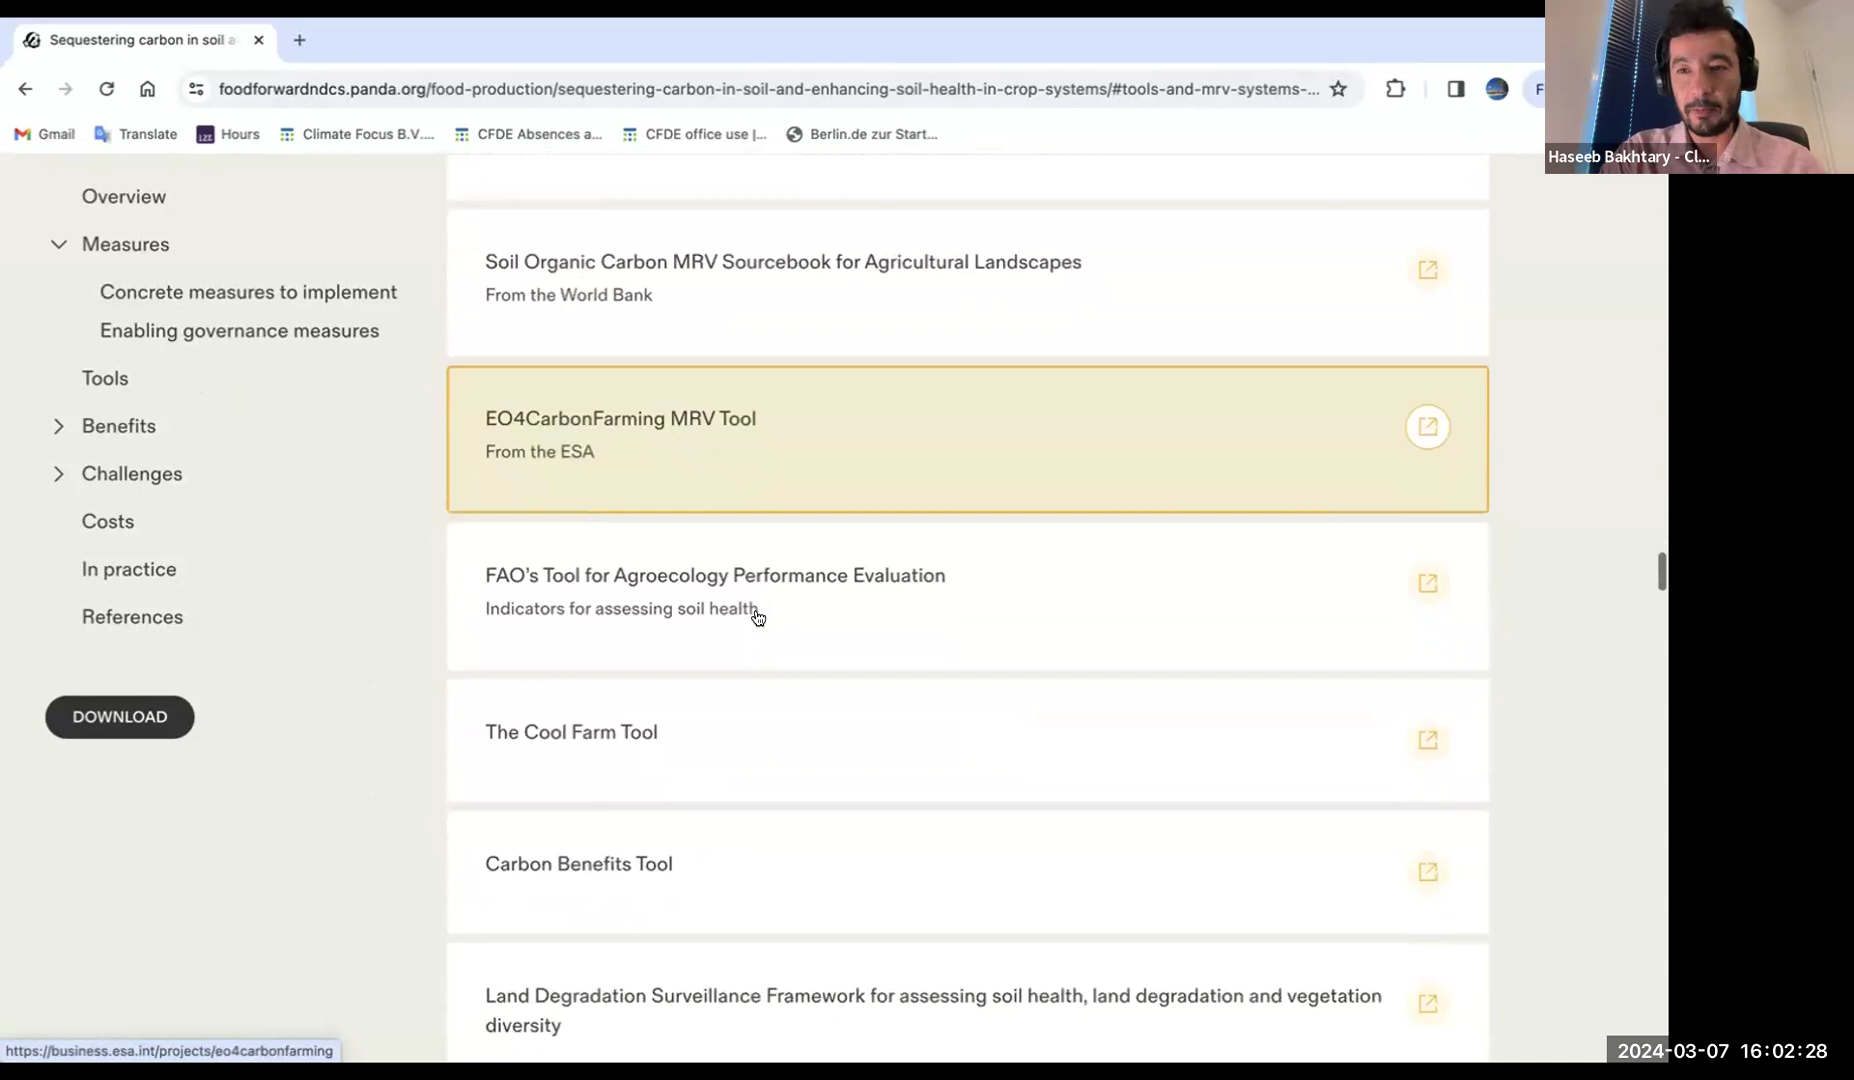 Sequestering carbon in soil a
foodforwardndcs.panda.org/food-production/sequestering-carbon-in-soil-and-enhancing-soil-health-in-crop-systems/#tools-and-mrv-systems-...
F
Gmail
Translate
Hours
Climate Focus B.V....
CFDE Absences a...
CFDE office use |...
Berlin.de zur Start...
Haseeb Bakhtary - Cl...
Overview
Measures
Concrete measures to implement
Enabling governance measures
Tools
Benefits
Challenges
Costs
In practice
References
DOWNLOAD
Soil Organic Carbon MRV Sourcebook for Agricultural Landscapes
From the World Bank
EO4CarbonFarming MRV Tool
From the ESA
FAO's Tool for Agroecology Performance Evaluation
Indicators for assessing soil health
The Cool Farm Tool
Carbon Benefits Tool
Land Degradation Surveillance Framework for assessing soil health, land degradation and vegetation
diversity
https://business.esa.int/projects/eo4carbonfarming
2024-03-07 16:02:28